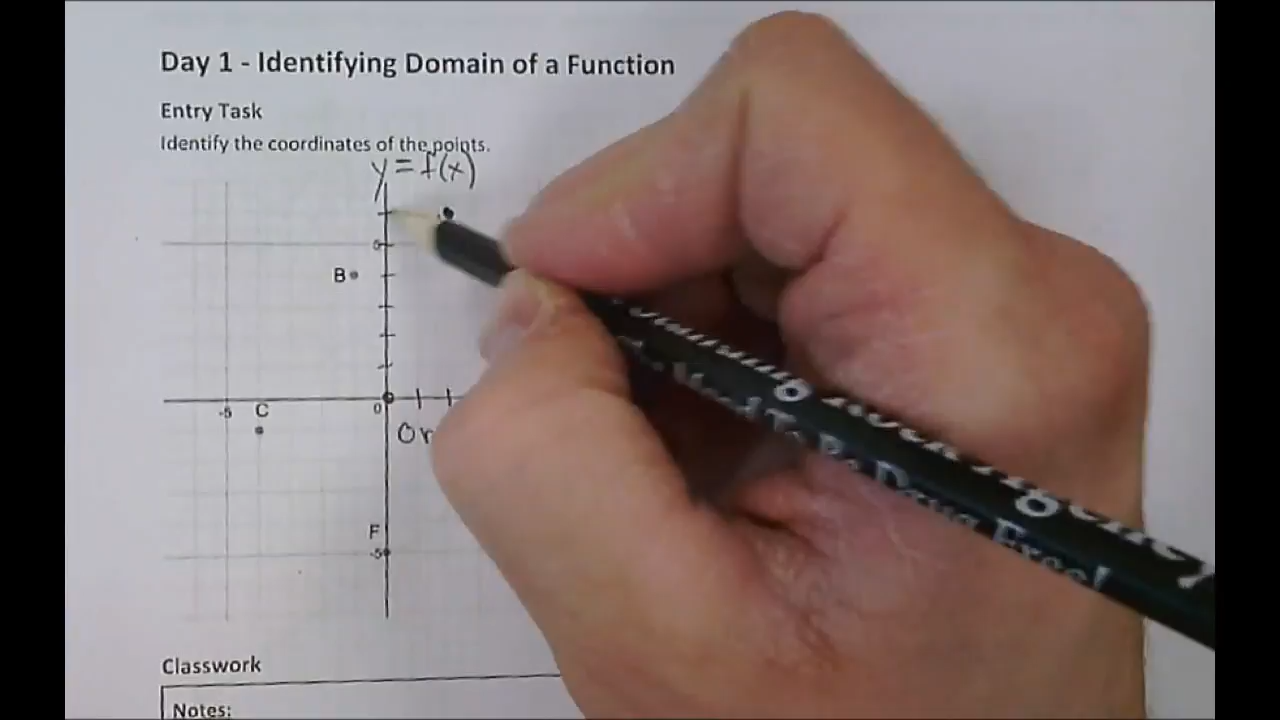 Day 1 - Identifying Domain of a Function
Entry Task
Identify the coordinates of the points.
y = f(x)
5
B
-5
C
0
Or
F
-5
Classwork
Notes: